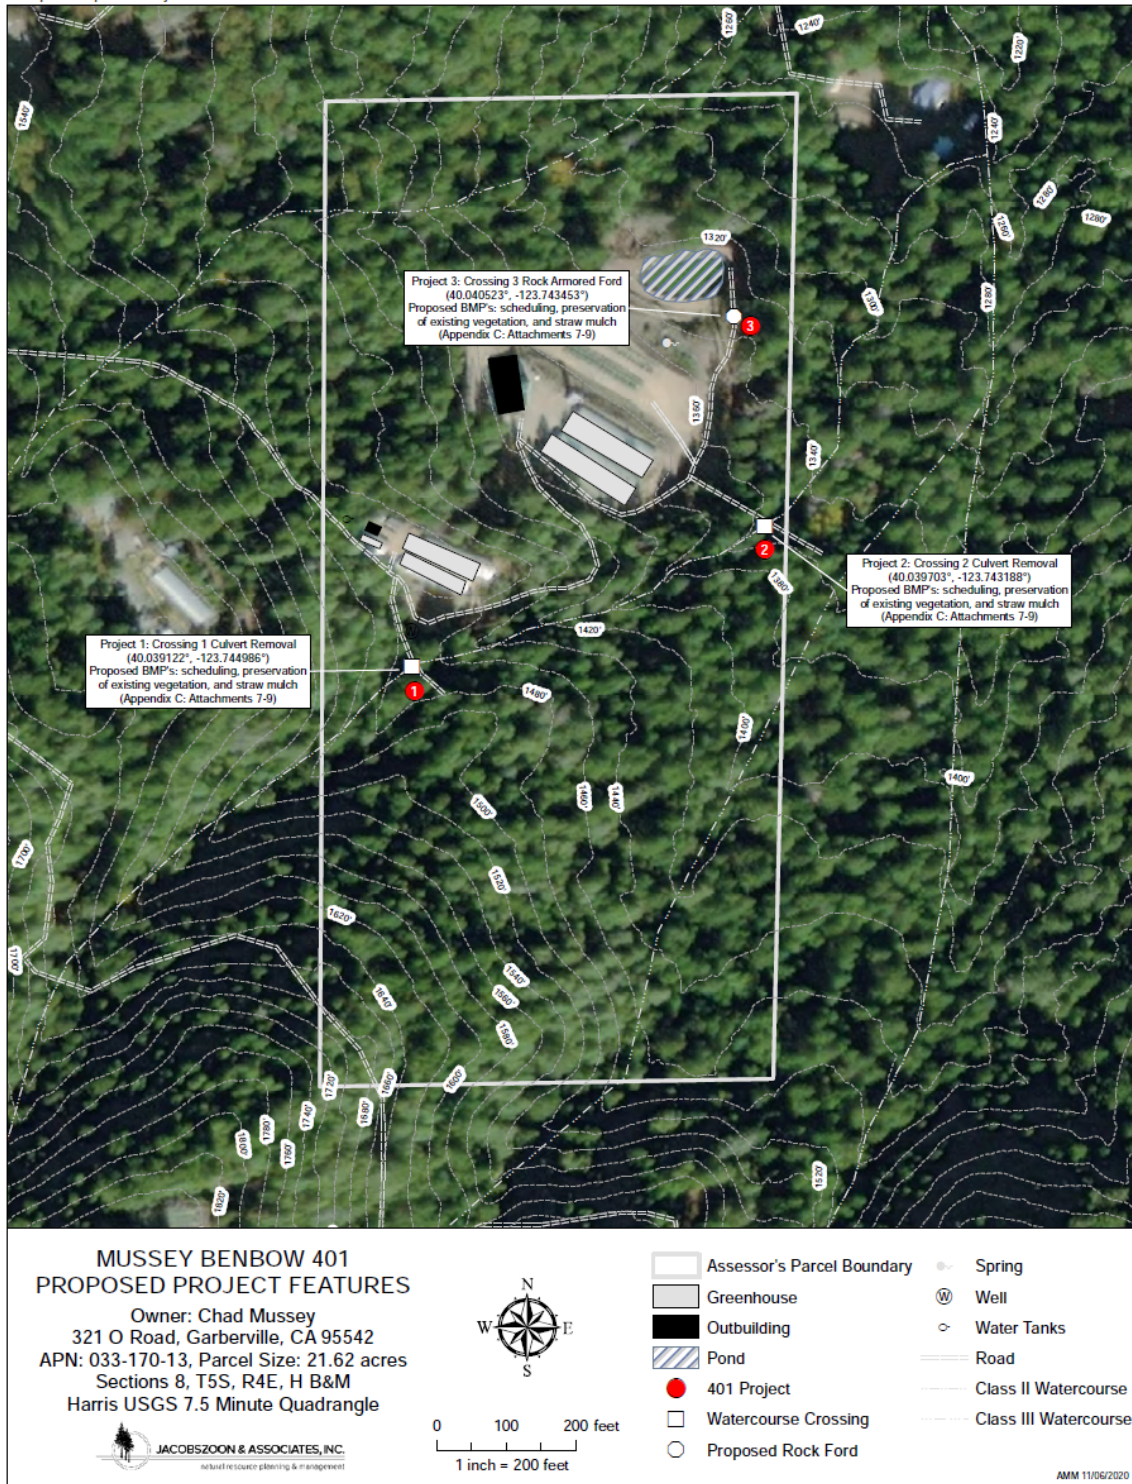 1260'
1240'
1220'
1540'
1240'
1280'
1280'
1260'
1320'
1280'
1300'
Project 3: Crossing 3 Rock Armored Ford
(40.040523°, -123.743453°)
Proposed BMP's: scheduling, preservation
of existing vegetation, and straw mulch
(Appendix C: Attachments 7-9)
3
1360'
1340'
2
Project 2: Crossing 2 Culvert Removal
(40.039703°, -123.743188°)
Proposed BMP's: scheduling, preservation
of existing vegetation, and straw mulch
(Appendix C: Attachments 7-9)
1380'
1420'
Project 1: Crossing 1 Culvert Removal
(40.039122°, -123.744986°)
Proposed BMP's: scheduling, preservation
of existing vegetation, and straw mulch
(Appendix C: Attachments 7-9)
1
1480'
1400'
1400'
1460'
1440'
1500'
1700'
1520'
1620'
1700'
1540'
1560'
1640'
1580'
1720'
1660'
1600'
1740'
1680'
1780'
1800'
1760'
1520'
1820'
MUSSEY BENBOW 401
PROPOSED PROJECT FEATURES
Owner: Chad Mussey
321 O Road, Garberville, CA 95542
APN: 033-170-13, Parcel Size: 21.62 acres
Sections 8, T5S, R4E, H B&M
Harris USGS 7.5 Minute Quadrangle
JACOBSZOON & ASSOCIATES, INC.
natural resource planning & management
N
W E
S
0 100 200 feet
1 inch = 200 feet
Assessor's Parcel Boundary
Greenhouse
Outbuilding
Pond
401 Project
Watercourse Crossing
Proposed Rock Ford
Spring
W Well
Water Tanks
Road
Class II Watercourse
Class III Watercourse
AMM 11/06/2020